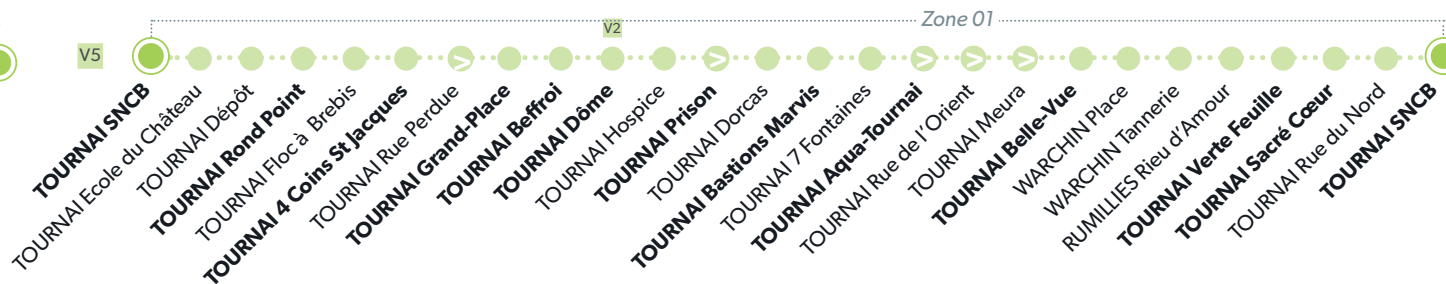 Zone 01
V2
V5
TOURNAI SNCB
TOURNAI Ecole du Château
TOURNAI Dépôt
TOURNAI Rond Point
TOURNAI Floc à Brebis
TOURNAI 4 Coins St Jacques
TOURNAI Rue Perdue
TOURNAI Grand-Place
TOURNAI Beffroi
TOURNAI Dôme
TOURNAI Hospice
TOURNAI Prison
TOURNAI Dorcas
TOURNAI Bastions Marvis
TOURNAI 7 Fontaines
TOURNAI Aqua-Tournai
TOURNAI Rue de l'Orient
TOURNAI Meura
TOURNAI Belle-Vue
WARCHIN Place
WARCHIN Tannerie
RUMILLIES Rieu d'Amour
TOURNAI Verte Feuille
TOURNAI Sacré Cœur
TOURNAI Rue du Nord
TOURNAI SNCB